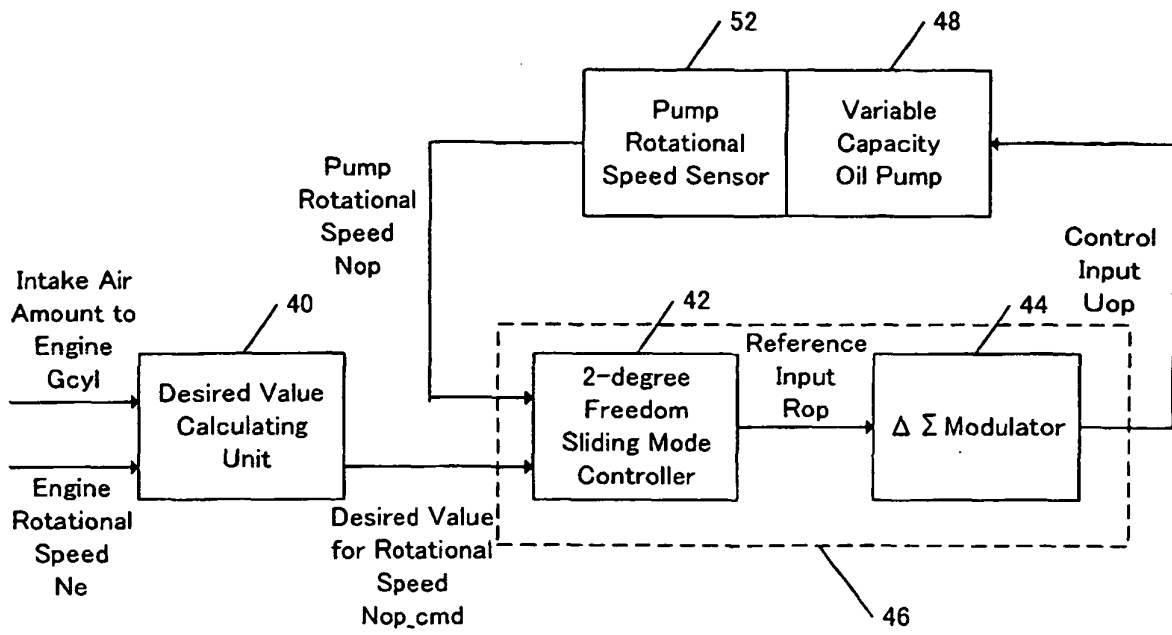 52
48
Pump
Rotational
Speed Sensor
Variable
Capacity
Oil Pump
Pump
Rotational
Speed
Nop
Control
Input
Uop
Intake Air
Amount to
Engine
Gcyl
40
42
44
Desired Value
Calculating
Unit
2-degree
Freedom
Sliding Mode
Controller
Reference
Input
Rop
Δ Σ Modulator
Engine
Rotational
Speed
Ne
Desired Value
for Rotational
Speed
Nop_cmd
46